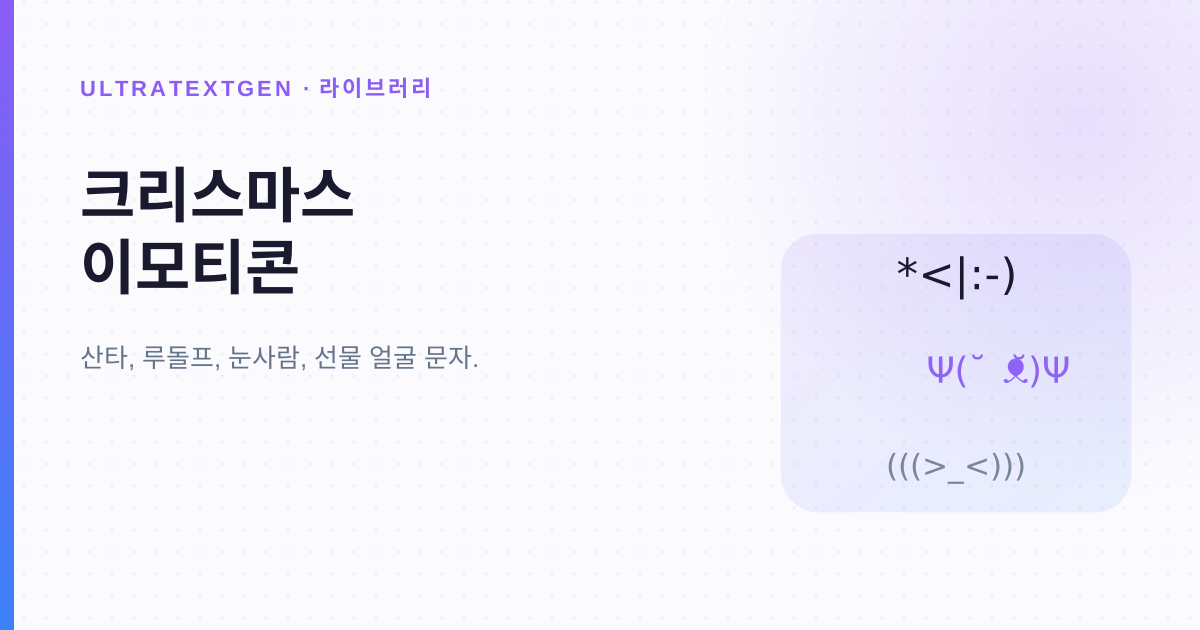 ULTRATEXTGEN · 라이브러리
크리스마스
이모티콘
산타, 루돌프, 눈사람, 선물 얼굴 문자.
*<|:-)
Ψ(˘ ᴥ̆)Ψ
(((>_<)))